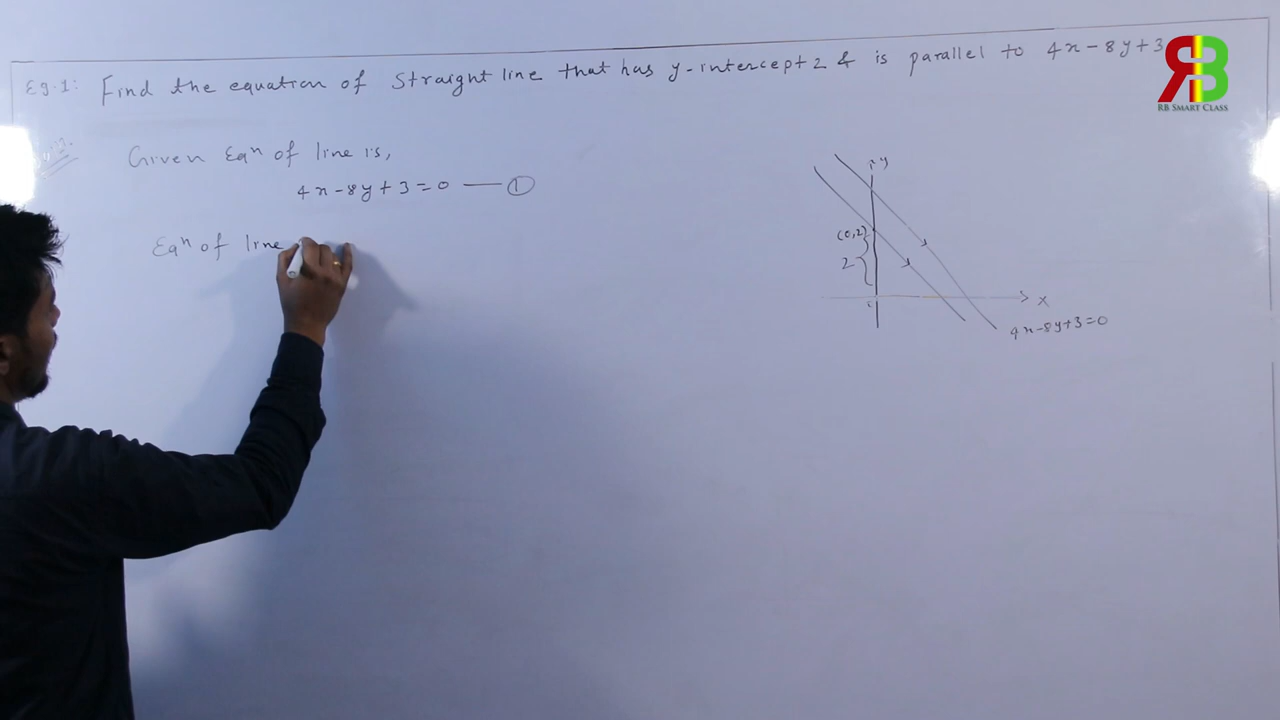 Eg.1: Find the equation of straight line that has y-intercept 2 & is parallel to 4x - 8y + 3
RB
RB SMART CLASS
Given Eqⁿ of line is,
4x - 8y + 3 = 0 —— ①
Eqⁿ of line
y
(0,2)
2
X
4x-8y+3=0